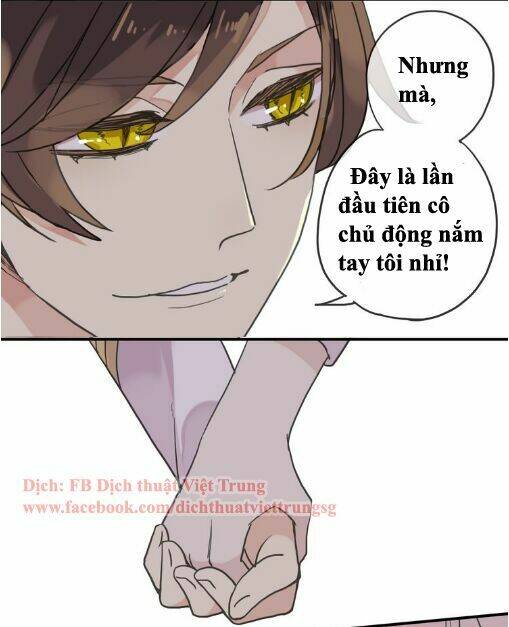 Nhưng
mà,
Đây là lần
đầu tiên cô
chủ động nắm
tay tôi nhỉ!
Dịch: FB Dịch thuật Việt Trung
www.facebook.com/dichthuatviettrungsg